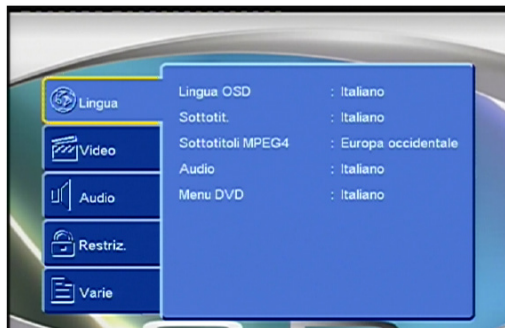 Lingua
Video
Audio
Restriz.
Varie
Lingua OSD : Italiano
Sottotit. : Italiano
Sottotitoli MPEG4 : Europa occidentale
Audio : Italiano
Menu DVD : Italiano